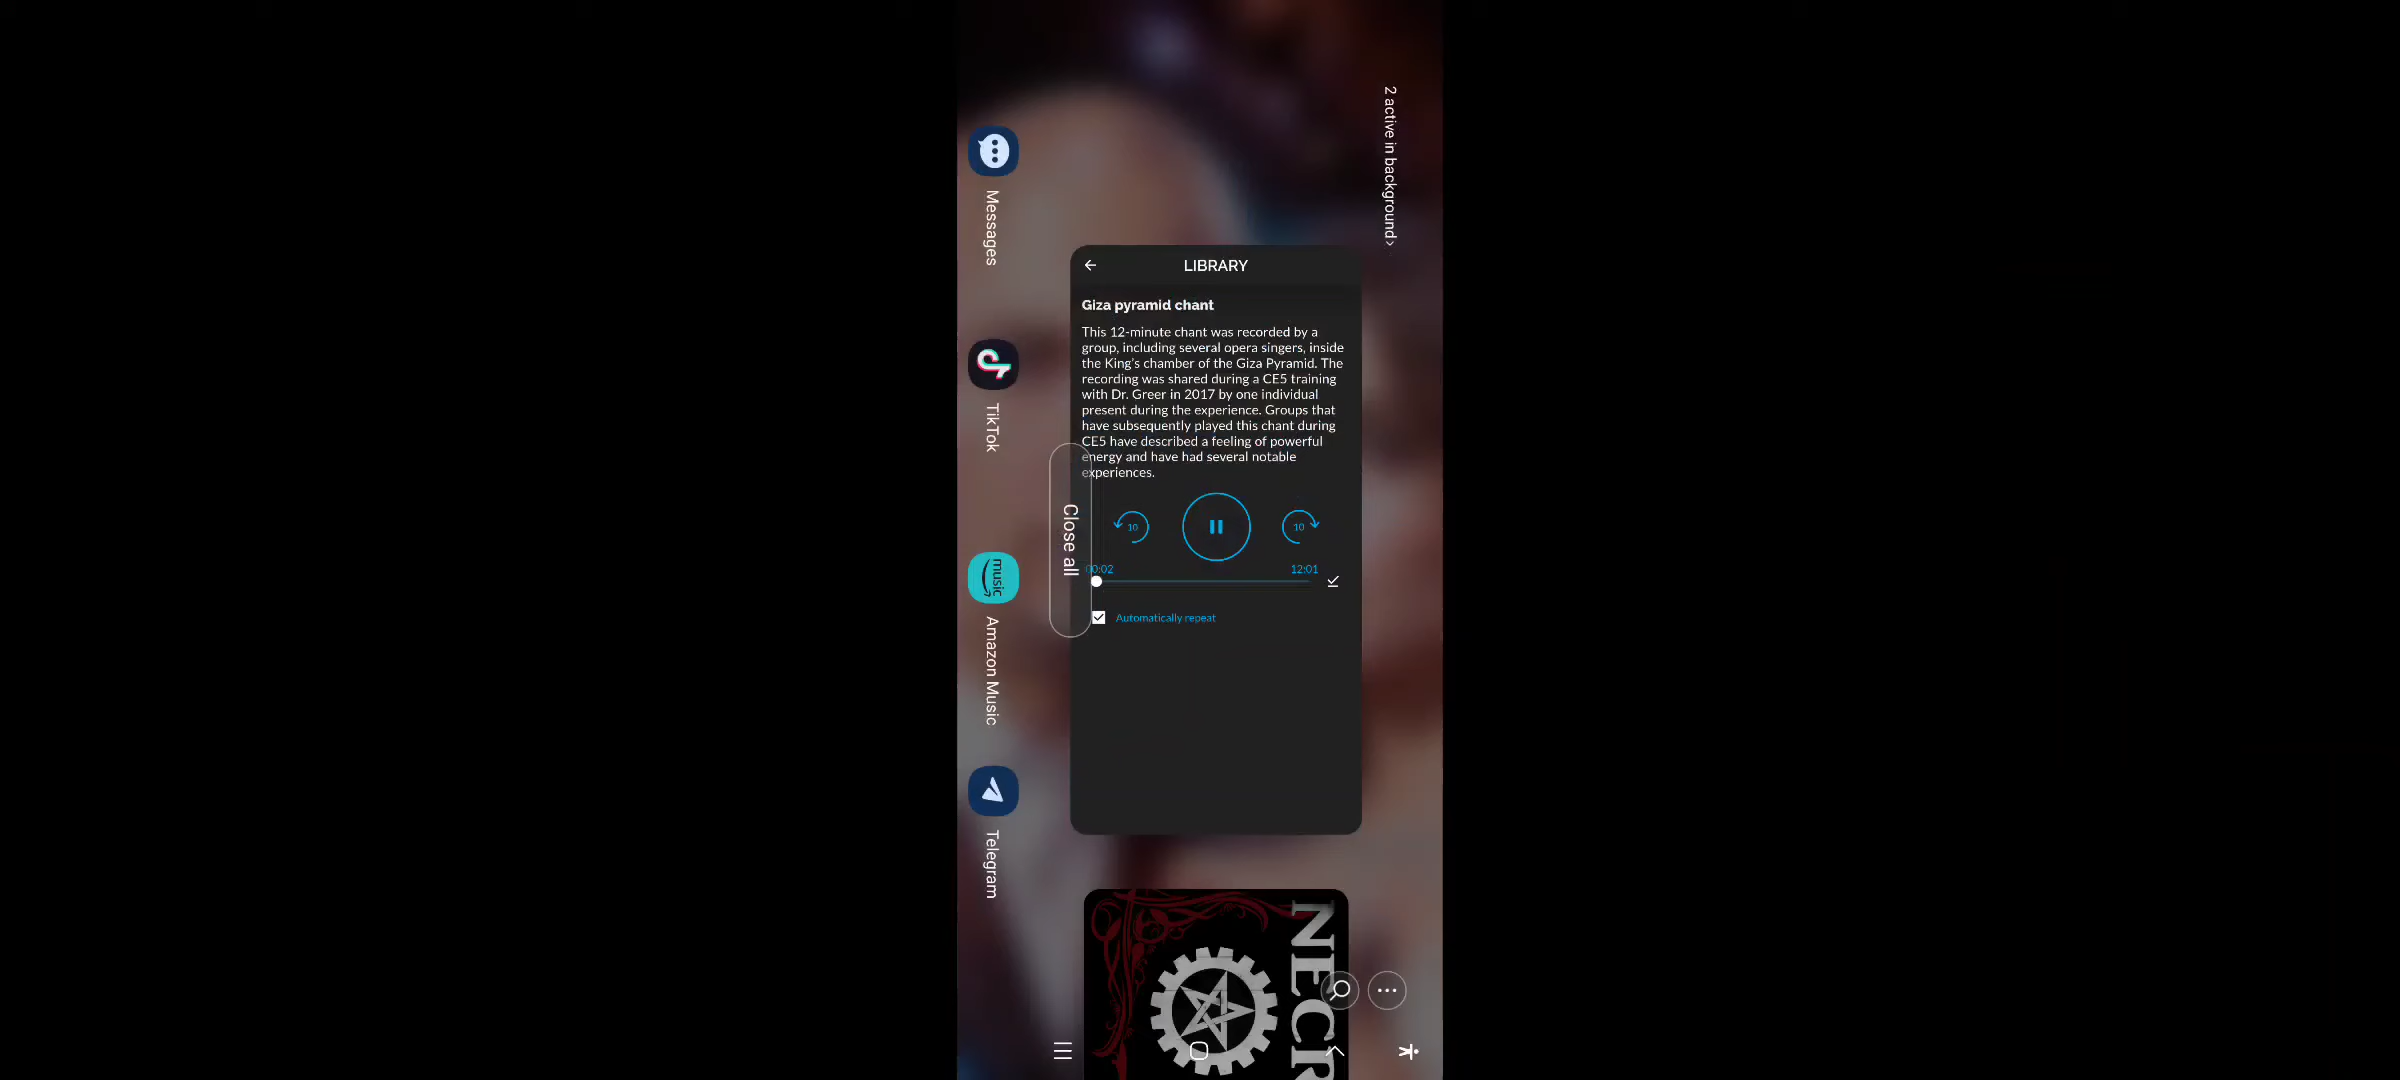 2 active in background
LIBRARY
Giza pyramid chant
This 12-minute chant was recorded by a
group, including several opera singers, inside
the King's chamber of the Giza Pyramid. The
recording was shared during a CE5 training
with Dr. Greer in 2017 by one individual
present during the experience. Groups that
have subsequently played this chant during
CE5 have described a feeling of powerful
energy and have had several notable
experiences.
10
10
00:02
12:01
Automatically repeat
Close all
Messages
TikTok
music
Amazon Music
Telegram
NECR